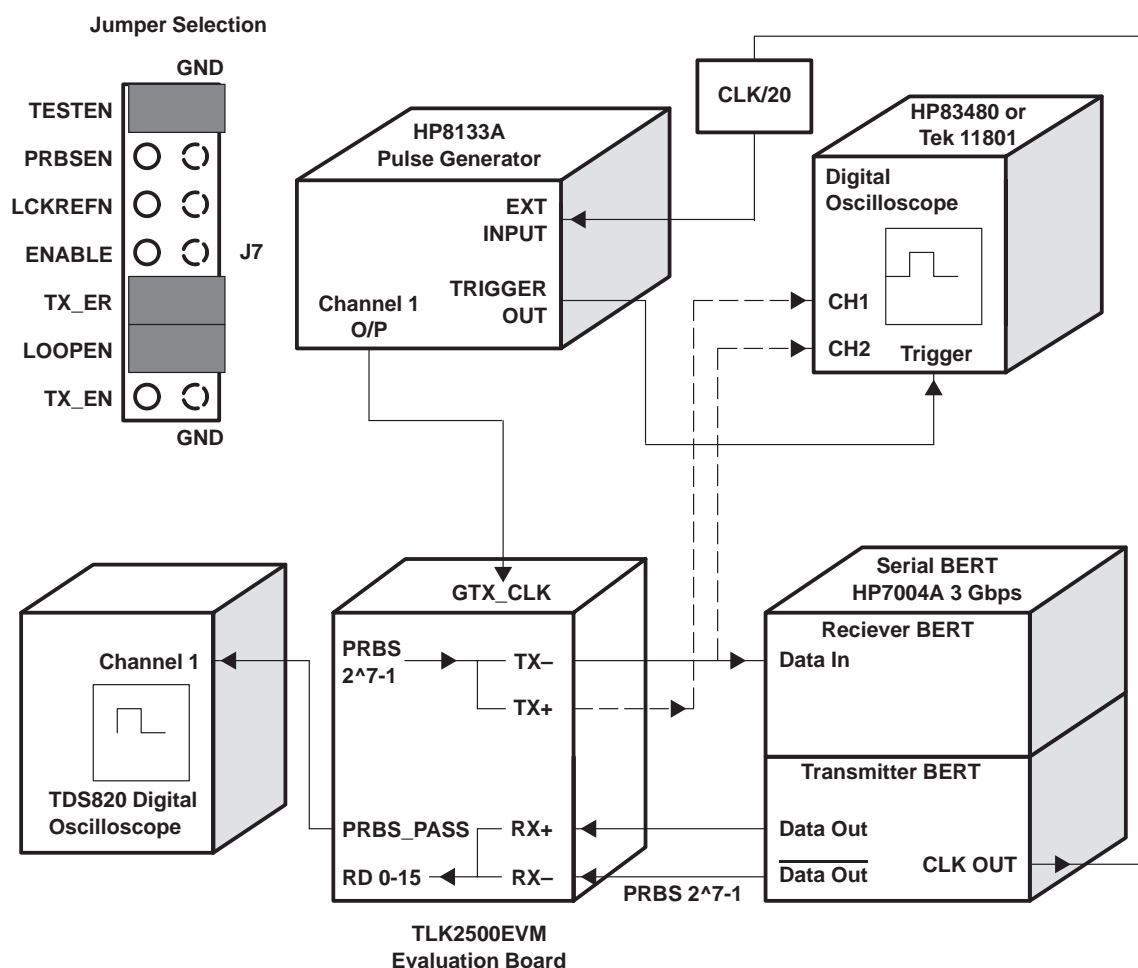 Jumper Selection
GND
TESTEN
PRBSEN
LCKREFN
ENABLE
J7
TX_ER
LOOPEN
TX_EN
GND
HP8133A
Pulse Generator
EXT
INPUT
TRIGGER
OUT
Channel 1
O/P
CLK/20
HP83480 or
Tek 11801
Digital
Oscilloscope
CH1
CH2
Trigger
Channel 1
TDS820 Digital
Oscilloscope
GTX_CLK
PRBS
2^7-1
TX–
TX+
PRBS_PASS
RX+
RD 0-15
RX–
TLK2500EVM
Evaluation Board
PRBS 2^7-1
Serial BERT
HP7004A 3 Gbps
Reciever BERT
Data In
Transmitter BERT
Data Out
Data Out
CLK OUT